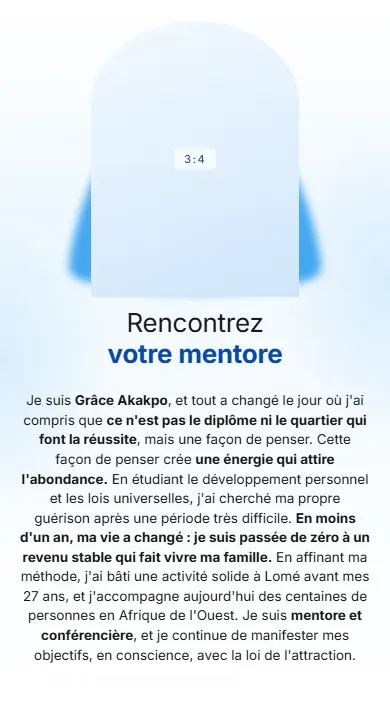 3:4
Rencontrez
votre mentore
Je suis Grâce Akakpo, et tout a changé le jour où j'ai
compris que ce n'est pas le diplôme ni le quartier qui
font la réussite, mais une façon de penser. Cette
façon de penser crée une énergie qui attire
l'abondance. En étudiant le développement personnel
et les lois universelles, j'ai cherché ma propre
guérison après une période très difficile. En moins
d'un an, ma vie a changé : je suis passée de zéro à un
revenu stable qui fait vivre ma famille. En affinant ma
méthode, j'ai bâti une activité solide à Lomé avant mes
27 ans, et j'accompagne aujourd'hui des centaines de
personnes en Afrique de l'Ouest. Je suis mentore et
conférencière, et je continue de manifester mes
objectifs, en conscience, avec la loi de l'attraction.